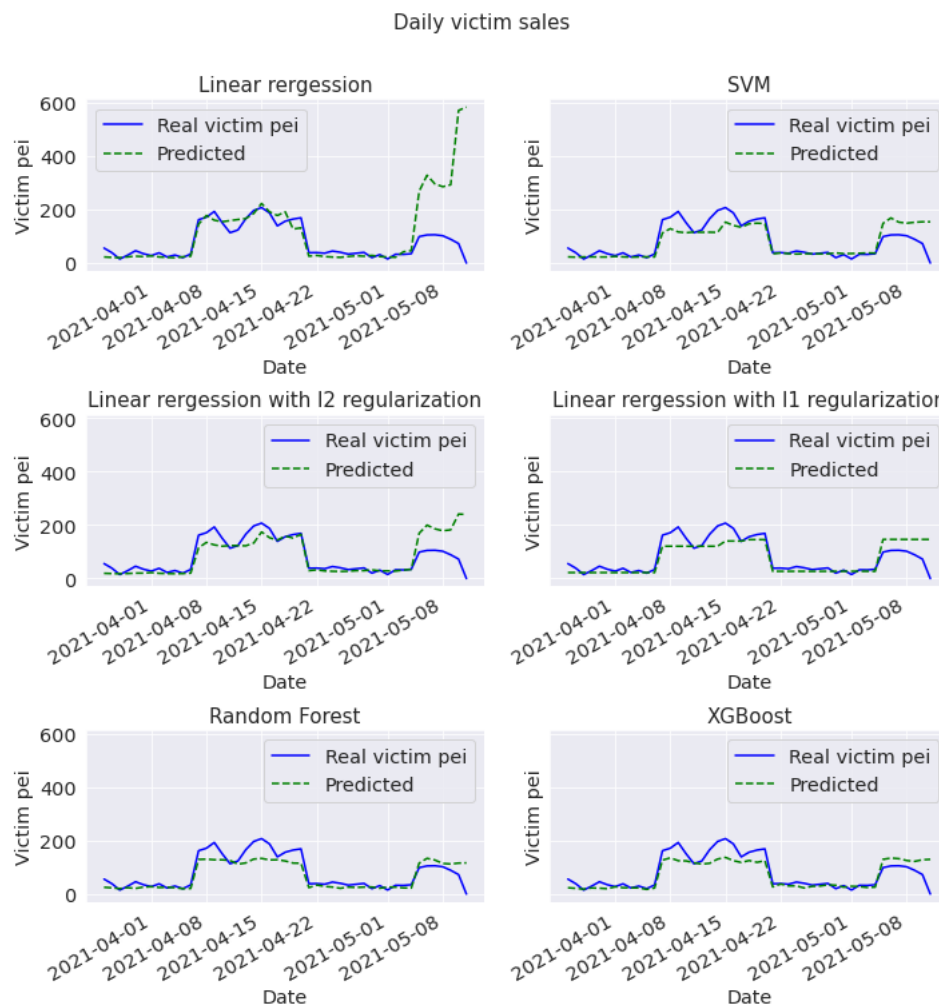 Daily victim sales
Linear rergession
600
400
200
0
Victim pei
Real victim pei
Predicted
2021-04-01
2021-04-08
2021-04-15
2021-04-22
2021-05-01
2021-05-08
Date
SVM
Victim pei
Real victim pei
Predicted
2021-04-01
2021-04-08
2021-04-15
2021-04-22
2021-05-01
2021-05-08
Date
Linear rergession with l2 regularization
600
400
200
0
Victim pei
Real victim pei
Predicted
2021-04-01
2021-04-08
2021-04-15
2021-04-22
2021-05-01
2021-05-08
Date
Linear rergession with l1 regularization
Victim pei
Real victim pei
Predicted
2021-04-01
2021-04-08
2021-04-15
2021-04-22
2021-05-01
2021-05-08
Date
Random Forest
600
400
200
0
Victim pei
Real victim pei
Predicted
2021-04-01
2021-04-08
2021-04-15
2021-04-22
2021-05-01
2021-05-08
Date
XGBoost
Victim pei
Real victim pei
Predicted
2021-04-01
2021-04-08
2021-04-15
2021-04-22
2021-05-01
2021-05-08
Date